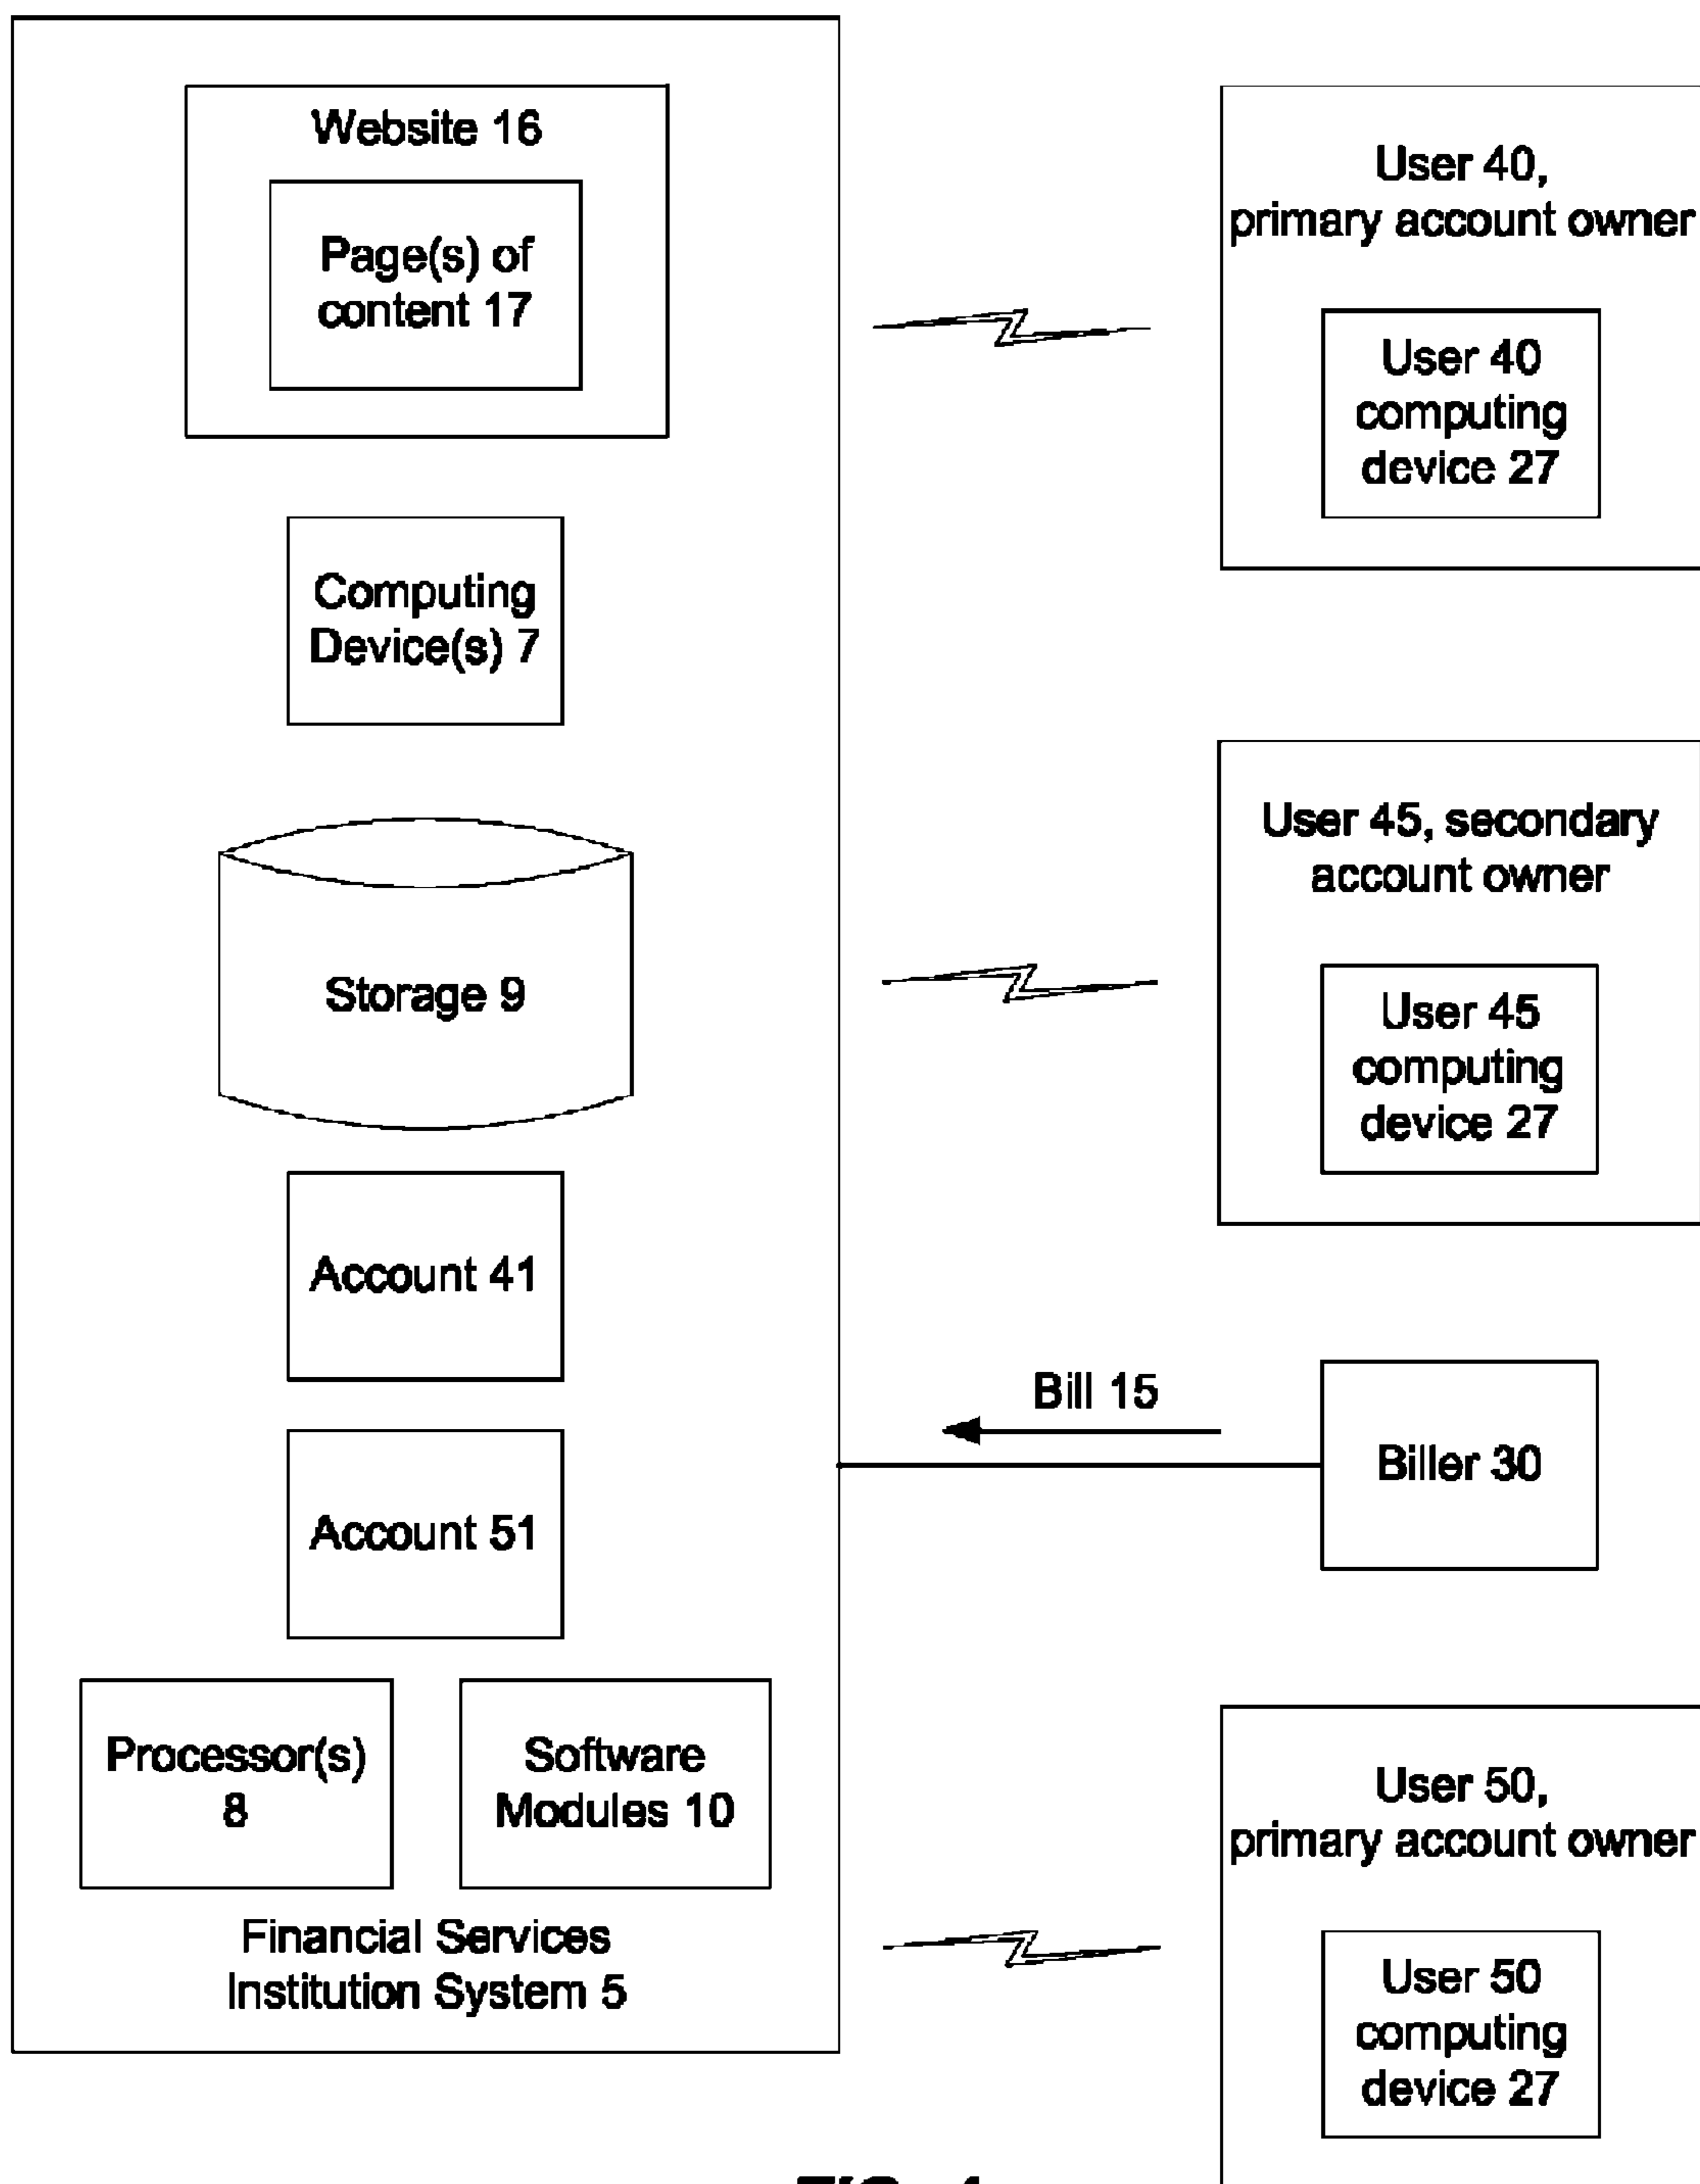 Website 16
Page(s) of
content 17
Computing
Device(s) 7
Storage 9
Account 41
Account 51
Processor(s)
8
Software
Modules 10
Financial Services
Institution System 5
User 40,
primary account owner
User 40
computing
device 27
User 45, secondary
account owner
User 45
computing
device 27
Bill 15
Biller 30
User 50,
primary account owner
User 50
computing
device 27